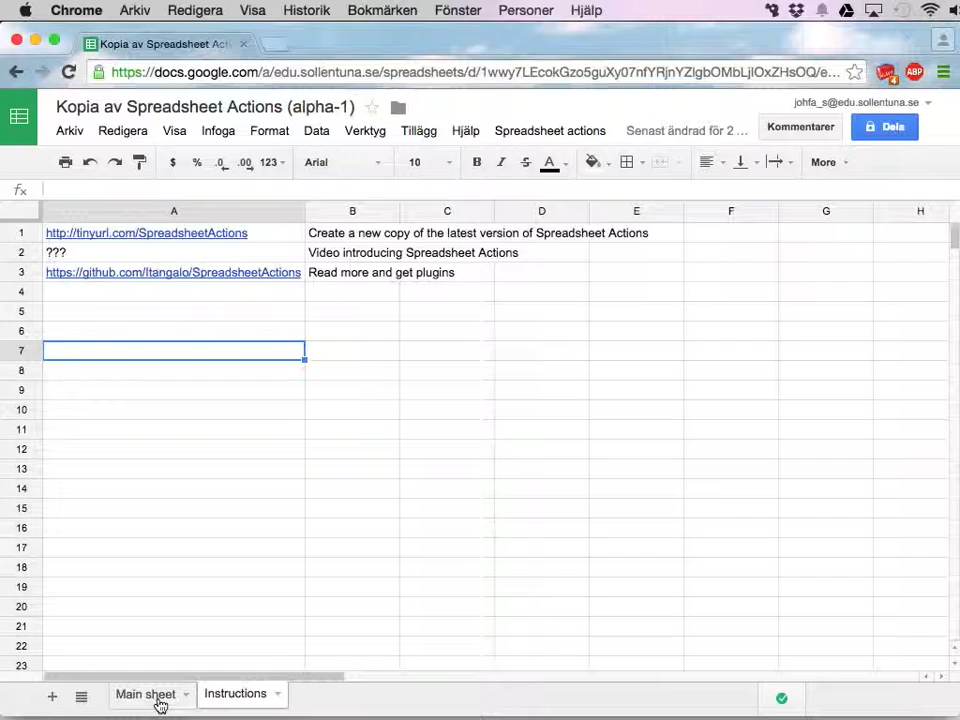 Chrome Arkiv Redigera Visa Historik Bokmärken Fönster Personer Hjälp
Kopia av Spreadsheet Acti
https://docs.google.com/a/edu.sollentuna.se/spreadsheets/d/1wwy7LEcokGzo5guXy07nfYRjnYZlgbOMbLjIOxZHsOQ/e...
ABP
4
Kopia av Spreadsheet Actions (alpha-1)
johfa_s@edu.sollentuna.se
Arkiv Redigera Visa Infoga Format Data Verktyg Tillägg Hjälp Spreadsheet actions Senast ändrad för 2 ...
Kommentarer
Dela
$ % .0 .00 123 Arial 10 B I S A More
fx
A B C D E F G H
1 http://tinyurl.com/SpreadsheetActions Create a new copy of the latest version of Spreadsheet Actions
2 ??? Video introducing Spreadsheet Actions
3 https://github.com/Itangalo/SpreadsheetActions Read more and get plugins
4
5
6
7
8
9
10
11
12
13
14
15
16
17
18
19
20
21
22
23
+ Main sheet Instructions